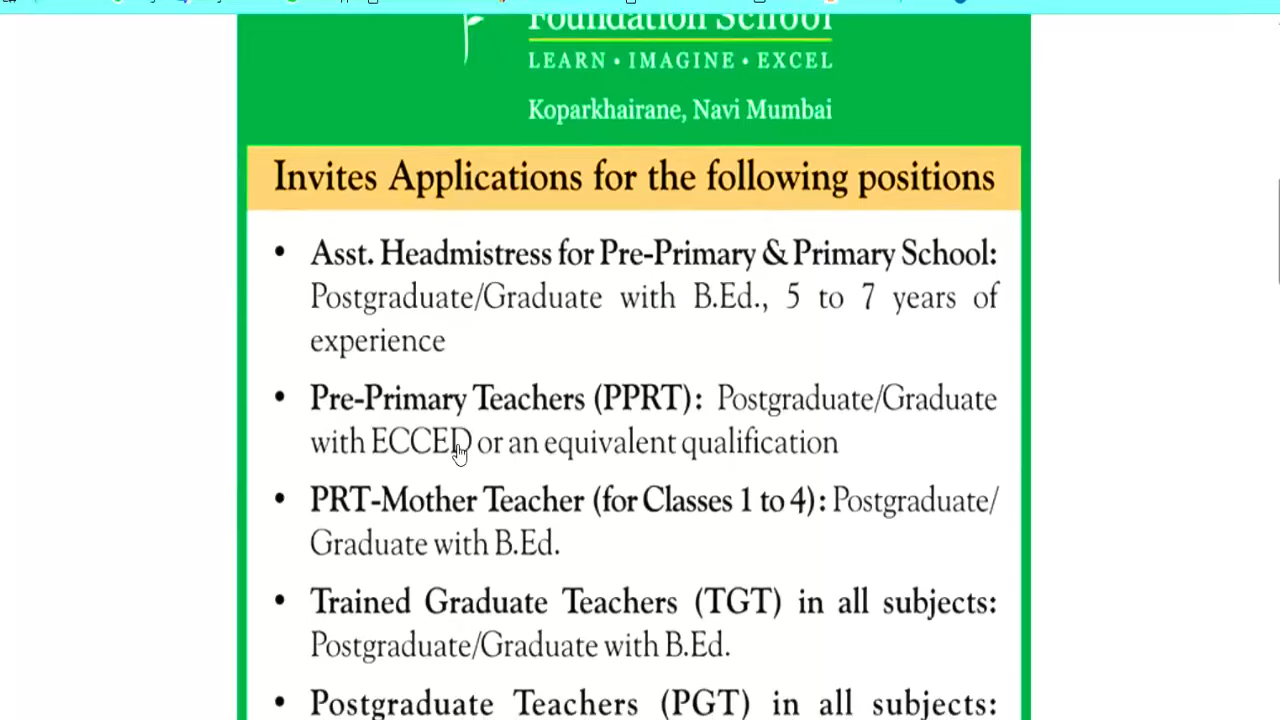 Foundation School
LEARN • IMAGINE • EXCEL
Koparkhairane, Navi Mumbai
Invites Applications for the following positions
• Asst. Headmistress for Pre-Primary & Primary School:
Postgraduate/Graduate with B.Ed., 5 to 7 years of
experience
• Pre-Primary Teachers (PPRT): Postgraduate/Graduate
with ECCED or an equivalent qualification
• PRT-Mother Teacher (for Classes 1 to 4): Postgraduate/
Graduate with B.Ed.
• Trained Graduate Teachers (TGT) in all subjects:
Postgraduate/Graduate with B.Ed.
• Postgraduate Teachers (PGT) in all subjects: